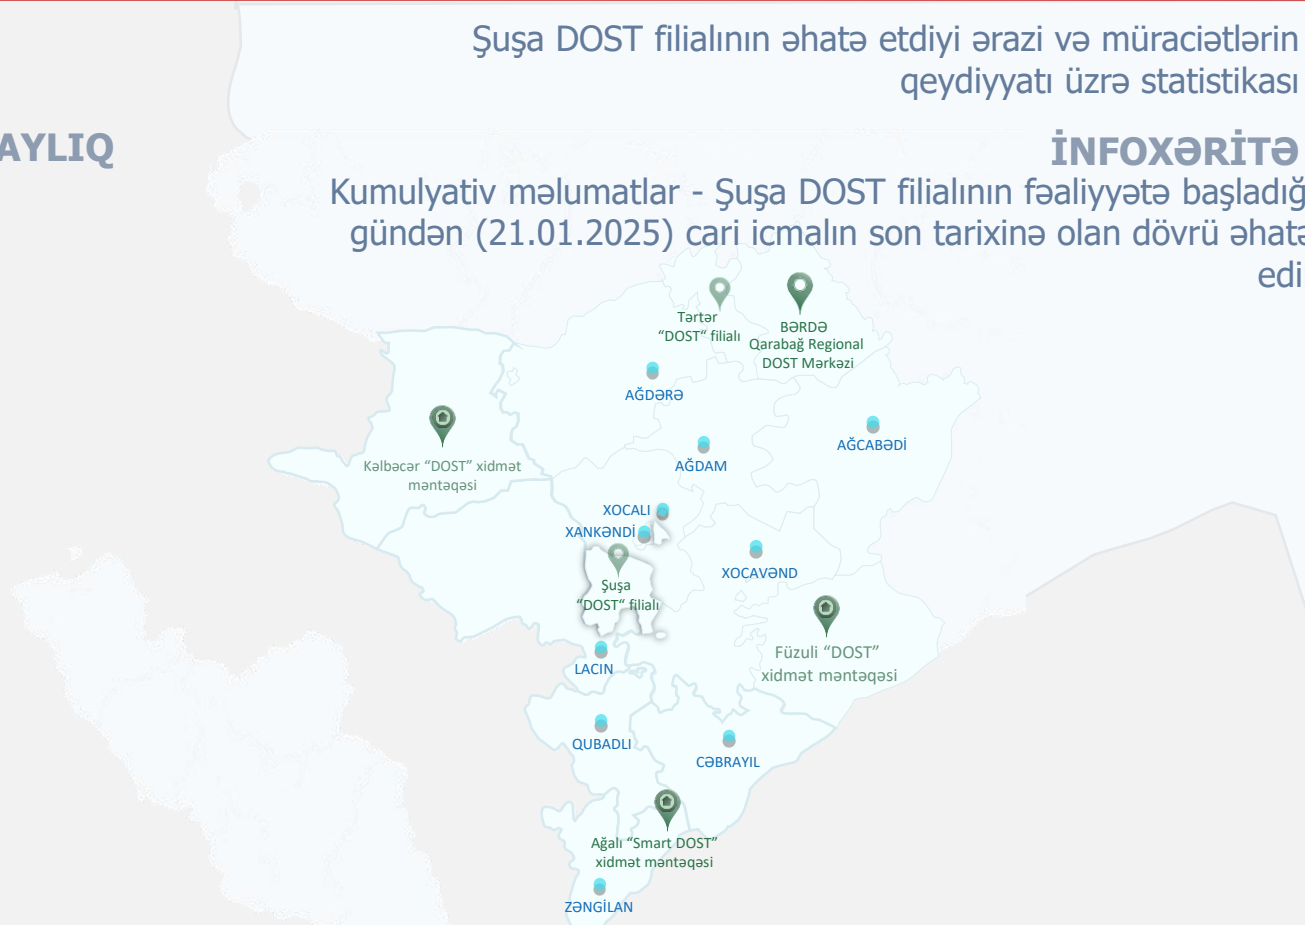 Şuşa DOST filialının əhatə etdiyi ərazi və müraciətlərin
qeydiyyatı üzrə statistikası
AYLIQ
İNFOXƏRİTƏ
Kumulyativ məlumatlar - Şuşa DOST filialının fəaliyyətə başladığ
gündən (21.01.2025) cari icmalın son tarixinə olan dövrü əhatə
edi
Tərtər
“DOST“ filialı
BƏRDƏ
Qarabağ Regional
DOST Mərkəzi
AĞDƏRƏ
AĞCABƏDİ
Kəlbəcər “DOST” xidmət
məntəqəsi
AĞDAM
XOCALI
XANKƏNDİ
XOCAVƏND
Şuşa
“DOST“ filialı
Füzuli “DOST”
xidmət məntəqəsi
LACIN
QUBADLI
CƏBRAYIL
Ağalı “Smart DOST”
xidmət məntəqəsi
ZƏNGİLAN